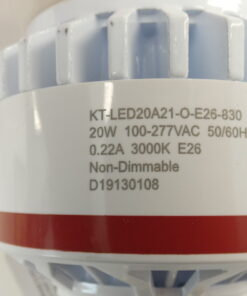 KT-LED20A21-O-E26-830
20W 100-277VAC 50/60H
0.22A 3000K E26
Non-Dimmable
D19130108